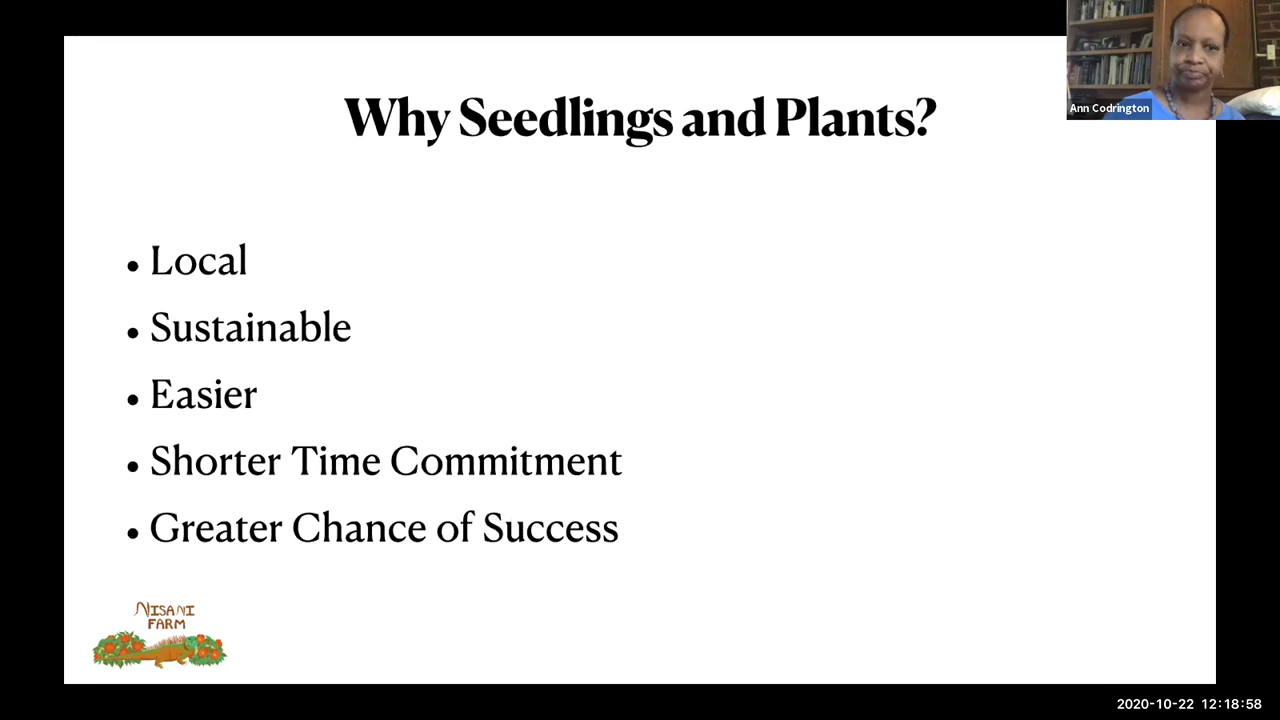 Why Seedlings and Plants?
Ann Codrington
• Local
• Sustainable
• Easier
• Shorter Time Commitment
• Greater Chance of Success
NISANI
FARM
2020-10-22 12:18:58